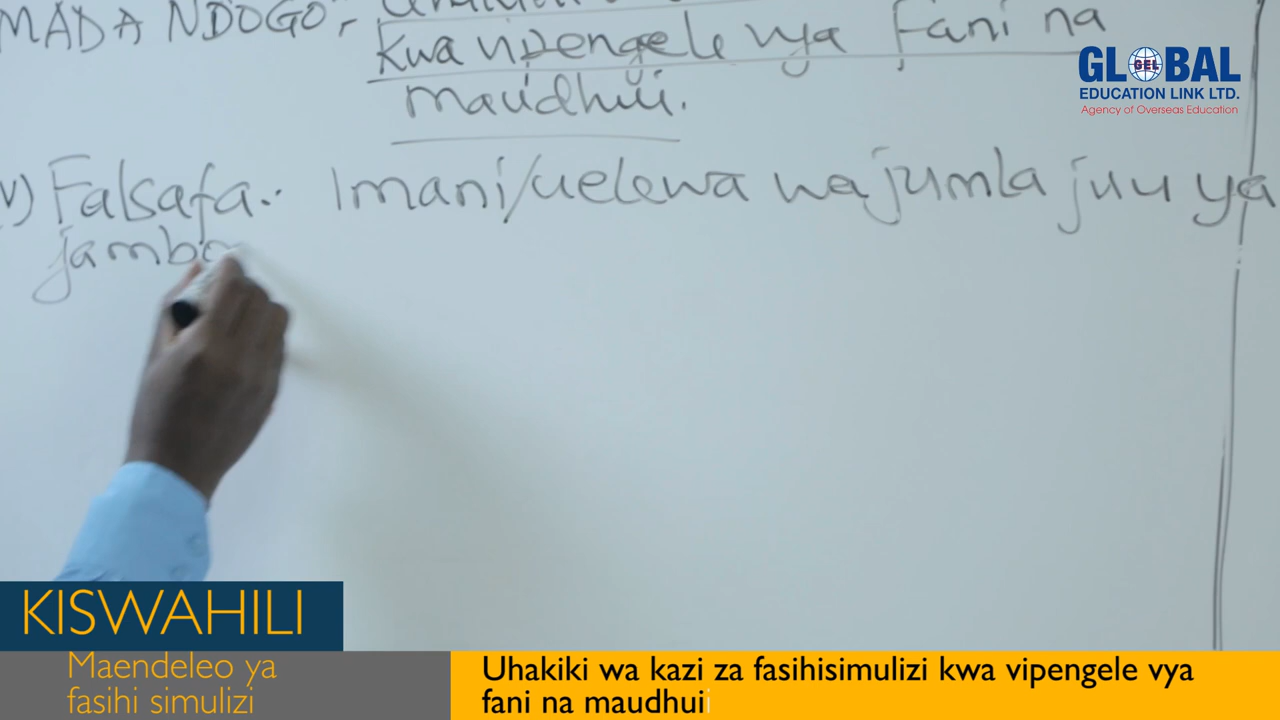 MADA NDOGO:-
kwa vipengele vya fani na
maudhui.
v) Falsafa:- Imani/uelewa wa jumla juu ya
jambo
GLOBAL
GEL
EDUCATION LINK LTD.
Agency of Overseas Education
KISWAHILI
Maendeleo ya
fasihi simulizi
Uhakiki wa kazi za fasihisimulizi kwa vipengele vya
fani na maudhui